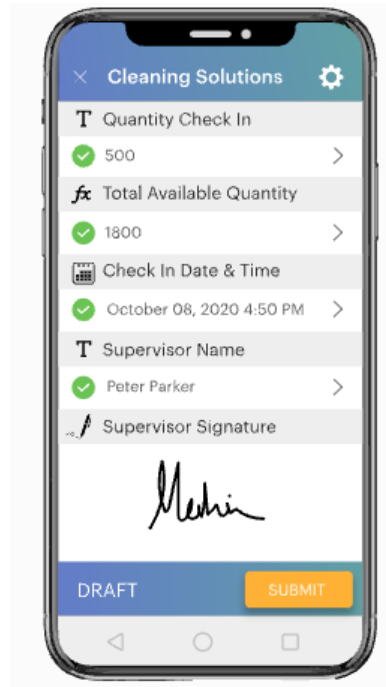 Cleaning Solutions
T Quantity Check In
500
fx Total Available Quantity
1800
Check In Date & Time
October 08, 2020 4:50 PM
T Supervisor Name
Peter Parker
Supervisor Signature
DRAFT
SUBMIT